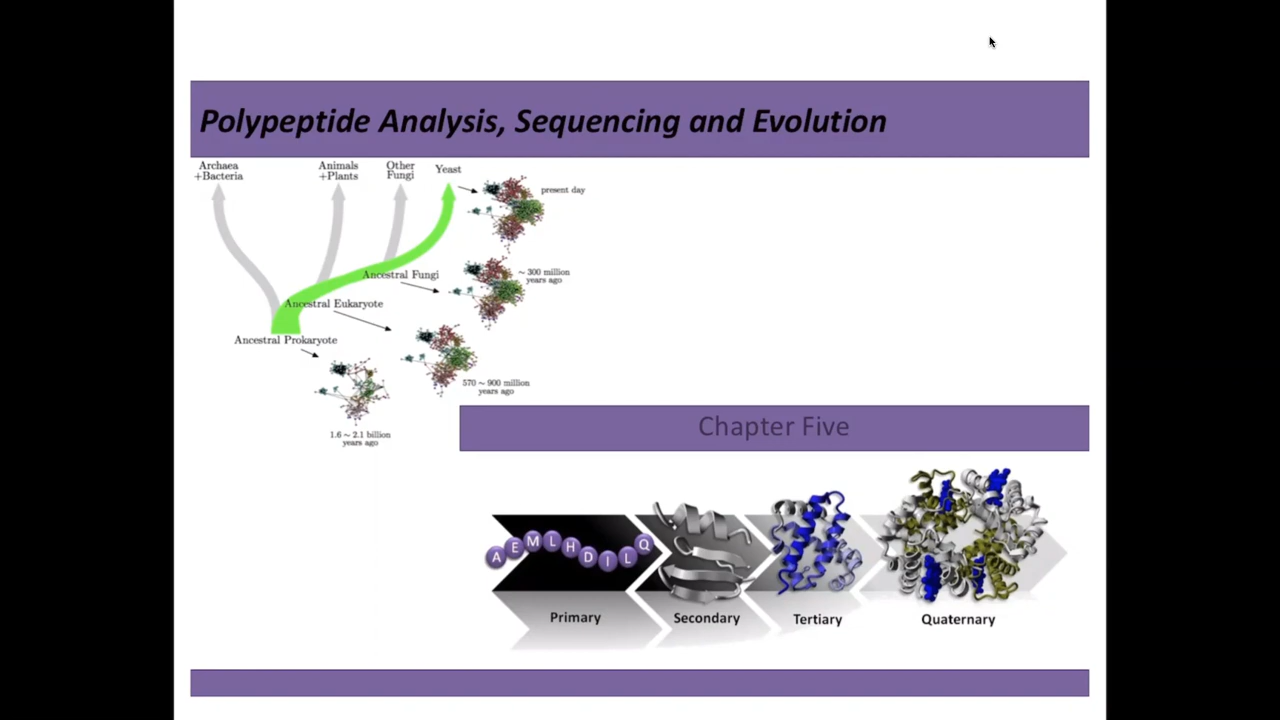 Polypeptide Analysis, Sequencing and Evolution
Archaea
+Bacteria
Animals
+Plants
Other
Fungi
Yeast
present day
Ancestral Fungi
~ 300 million
years ago
Ancestral Eukaryote
Ancestral Prokaryote
570 ~ 900 million
years ago
1.6 ~ 2.1 billion
years ago
Chapter Five
A E M L H D I L Q
Primary
Secondary
Tertiary
Quaternary